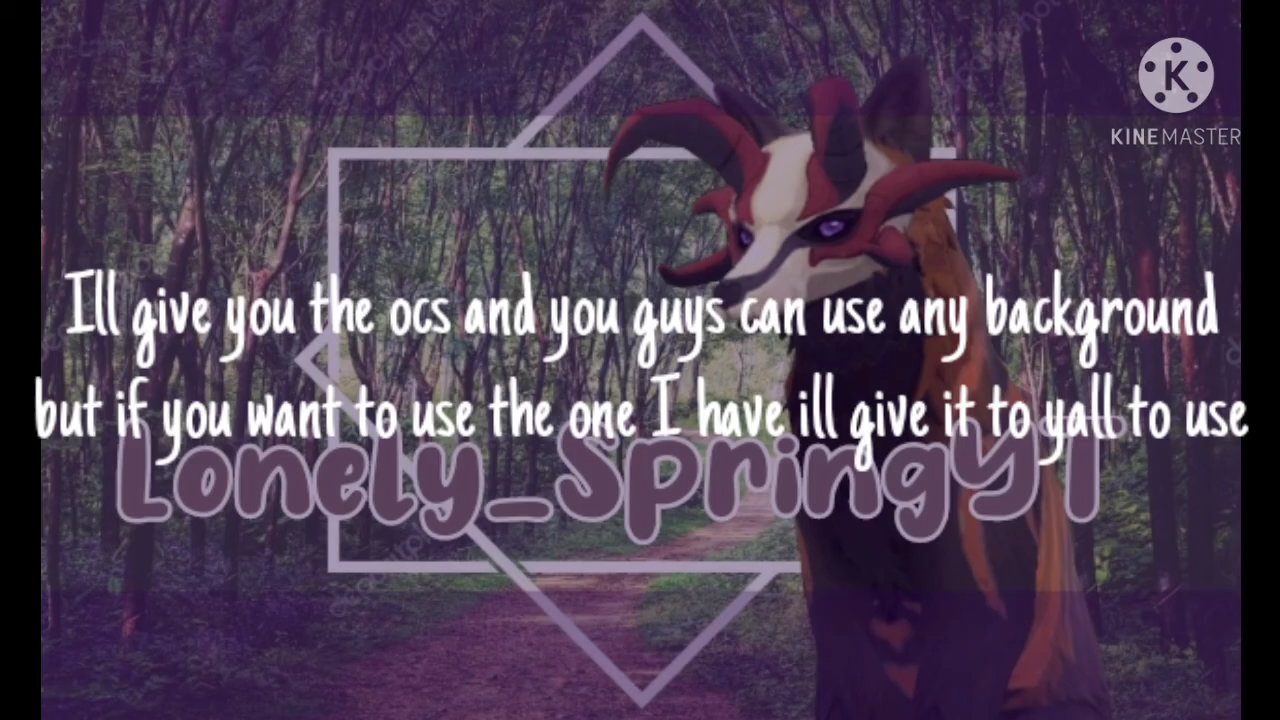 KINEMASTER
Ill give you the ocs and you guys can use any background
but if you want to use the one I have ill give it to yall to use
Lonely_SpringYT